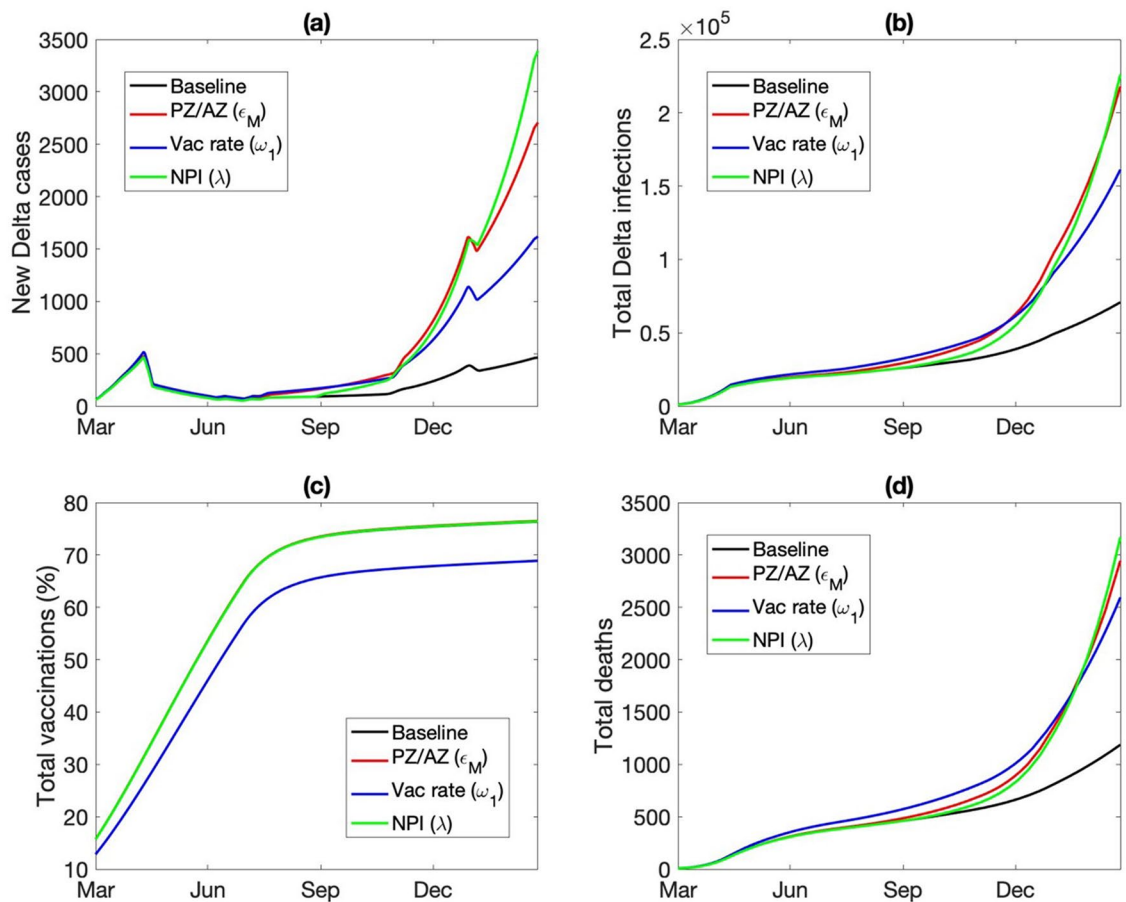 (a)
New Delta cases
3500
3000
2500
2000
1500
1000
500
0
Baseline
PZ/AZ (ϵM)
Vac rate (ω1)
NPI (λ)
Mar Jun Sep Dec
(b)
×10^5
Total Delta infections
2.5
2
1.5
1
0.5
0
Baseline
PZ/AZ (ϵM)
Vac rate (ω1)
NPI (λ)
Mar Jun Sep Dec
(c)
Total vaccinations (%)
80
70
60
50
40
30
20
10
Baseline
PZ/AZ (ϵM)
Vac rate (ω1)
NPI (λ)
Mar Jun Sep Dec
(d)
Total deaths
3500
3000
2500
2000
1500
1000
500
0
Baseline
PZ/AZ (ϵM)
Vac rate (ω1)
NPI (λ)
Mar Jun Sep Dec